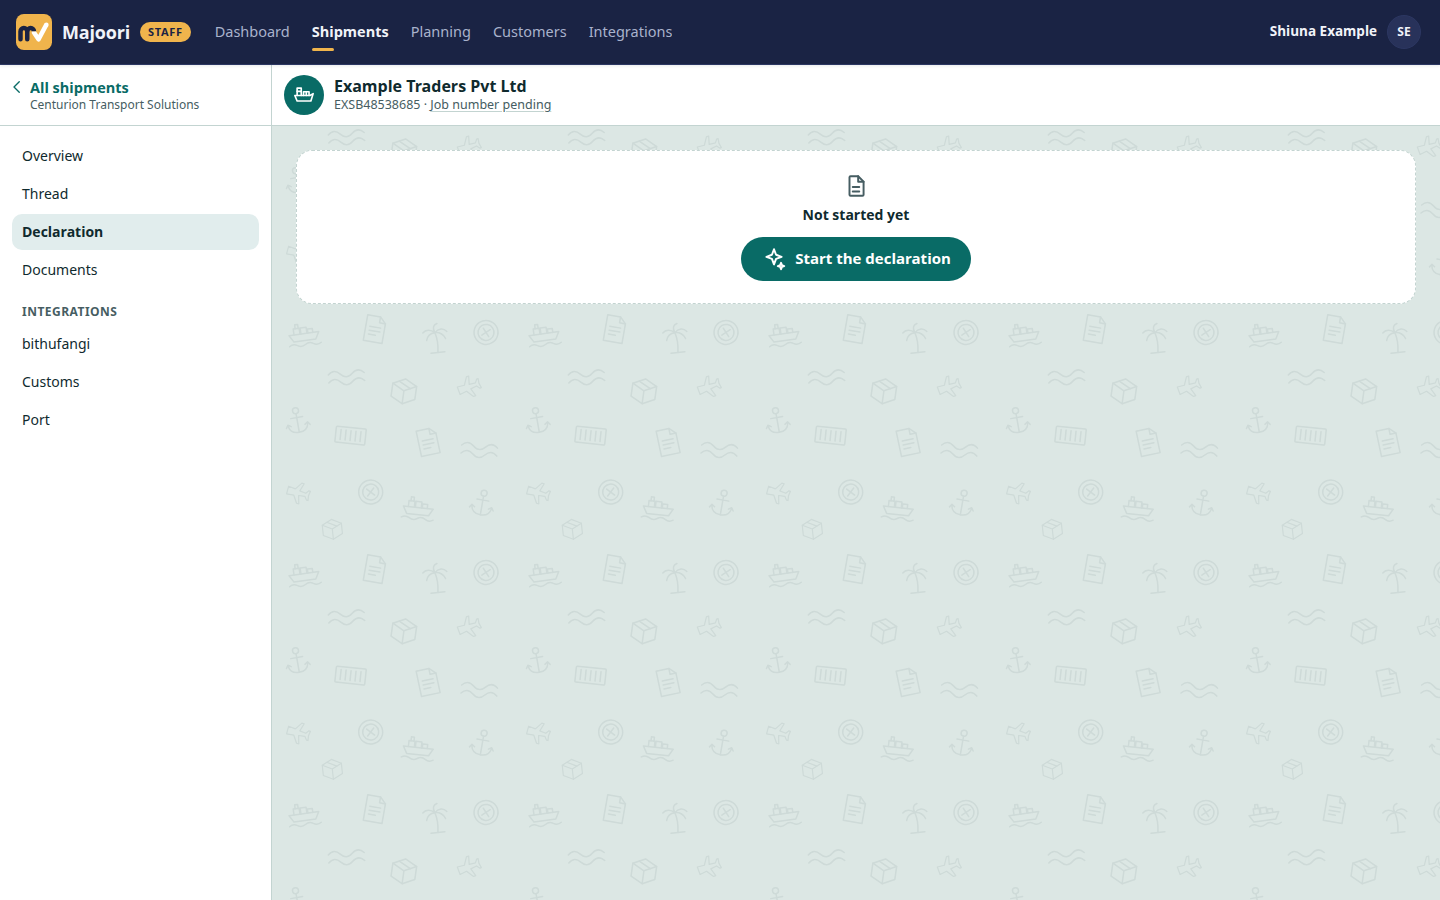 Majoori STAFF Dashboard Shipments Planning Customers Integrations Shiuna Example SE
All shipments
Centurion Transport Solutions
Example Traders Pvt Ltd
EXSB48538685 · Job number pending
Overview
Thread
Declaration
Documents
INTEGRATIONS
bithufangi
Customs
Port
Not started yet
Start the declaration